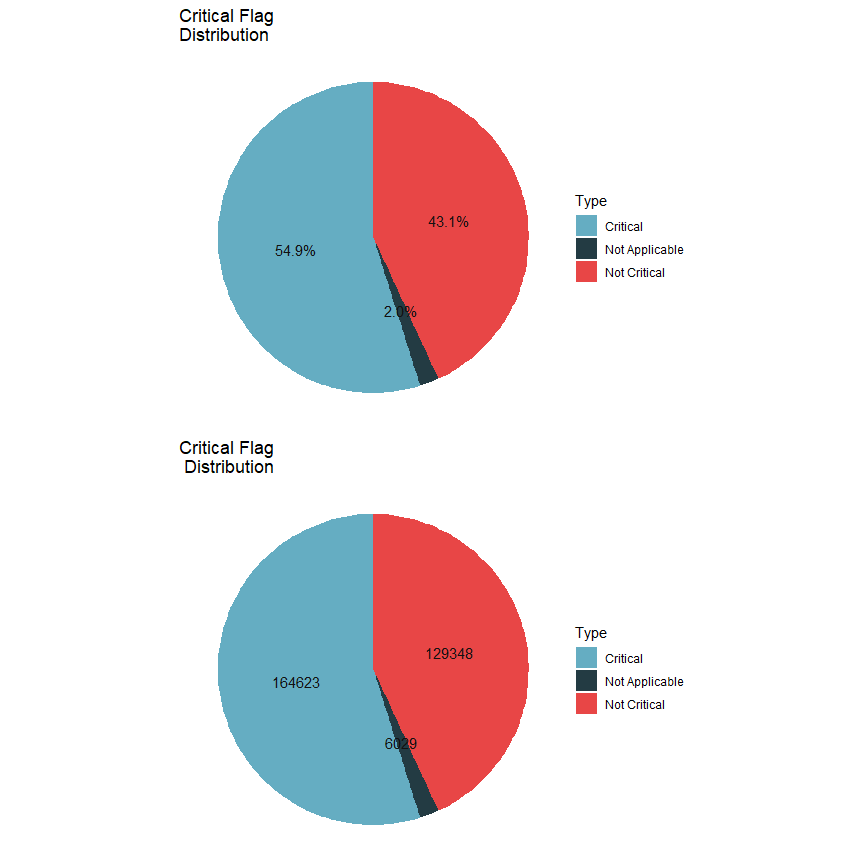 Critical Flag
Distribution
43.1%
54.9%
2.0%
Type
Critical
Not Applicable
Not Critical
Critical Flag
Distribution
129348
164623
6029
Type
Critical
Not Applicable
Not Critical